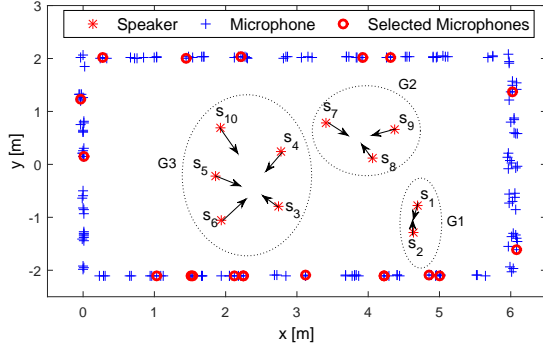 Speaker Microphone Selected Microphones
y [m]
3
2
1
0
-1
-2
0 1 2 3 4 5 6
x [m]
s10
s4
s5
s6
s3
G3
s7
s9
s8
G2
s1
s2
G1